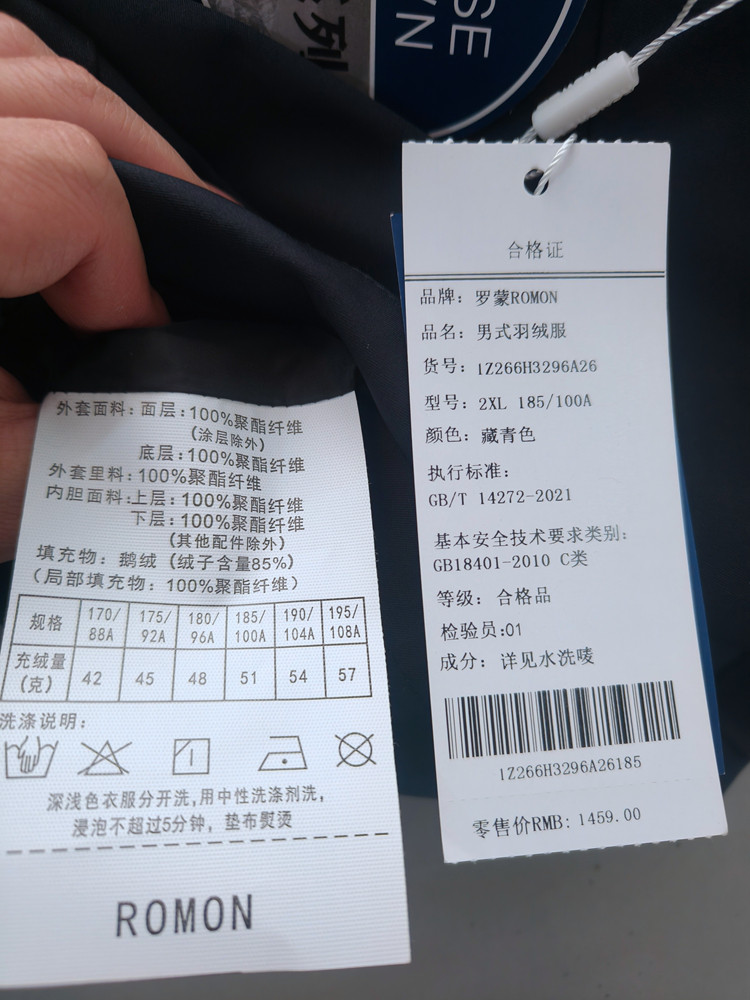 系列
SE
WN
外套面料：面层：100%聚酯纤维
(涂层除外)
底层：100%聚酯纤维
外套里料：100%聚酯纤维
内胆面料：上层：100%聚酯纤维
下层：100%聚酯纤维
(其他配件除外)
填充物：鹅绒（绒子含量85%）
（局部填充物：100%聚酯纤维）
规格 170/88A 175/92A 180/96A 185/100A 190/104A 195/108A
充绒量(克) 42 45 48 51 54 57
洗涤说明：
深浅色衣服分开洗,用中性洗涤剂洗,
浸泡不超过5分钟，垫布熨烫
ROMON
合格证
品牌：罗蒙ROMON
品名：男式羽绒服
货号：1Z266H3296A26
型号：2XL 185/100A
颜色：藏青色
执行标准：
GB/T 14272-2021
基本安全技术要求类别：
GB18401-2010 C类
等级：合格品
检验员:01
成分：详见水洗唛
1Z266H3296A26185
零售价RMB: 1459.00